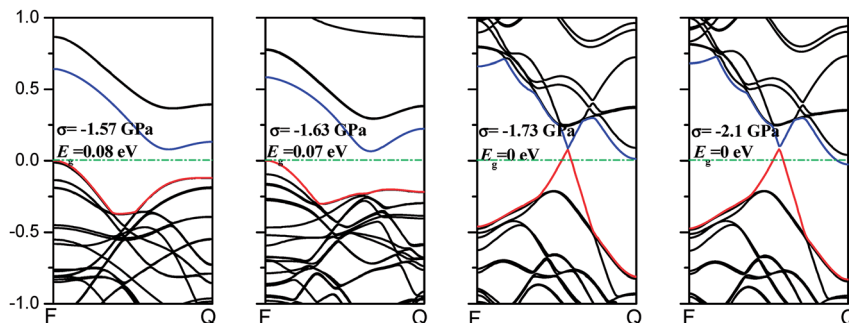 1.0
0.5
0.0
-0.5
-1.0
σ= -1.57 GPa
E_g =0.08 eV
σ= -1.63 GPa
E_g =0.07 eV
σ= -1.73 GPa
E_g =0 eV
σ= -2.1 GPa
E_g =0 eV
F Q F Q F Q F Q